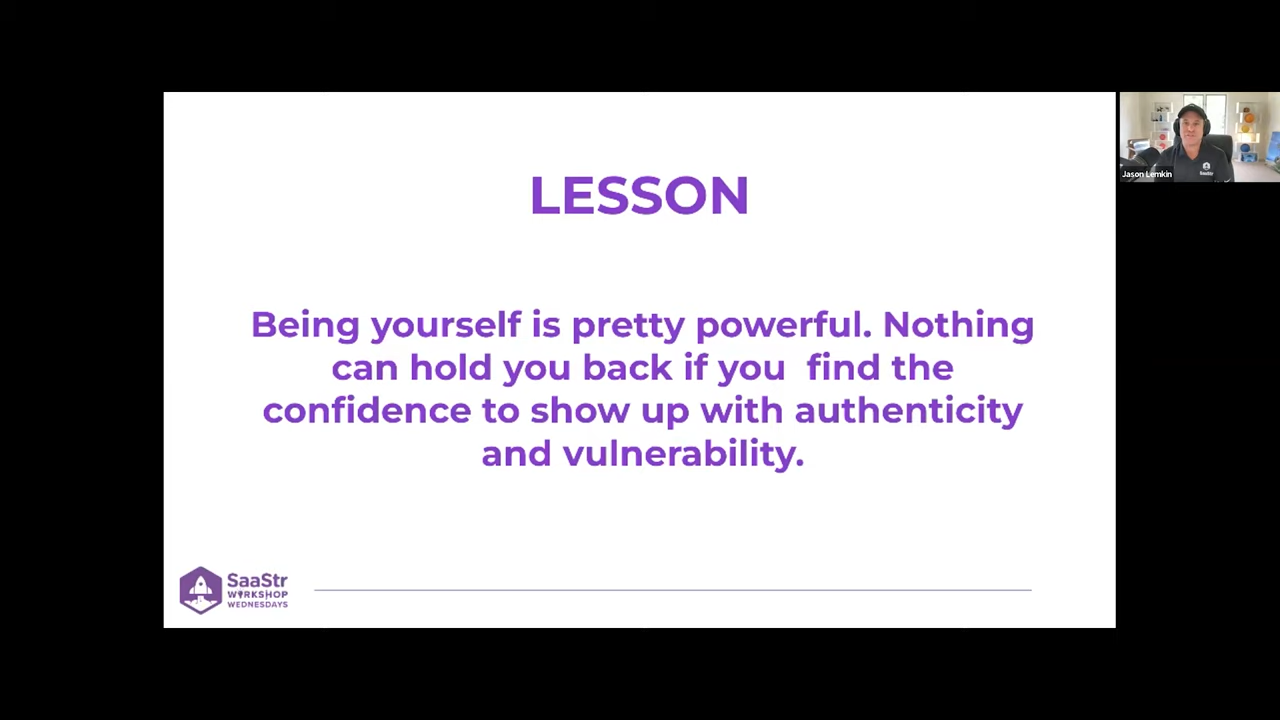 LESSON
Being yourself is pretty powerful. Nothing
can hold you back if you  find the
confidence to show up with authenticity
and vulnerability.
SaaStr
WORKSHOP
WEDNESDAYS
Jason Lemkin
SaaStr